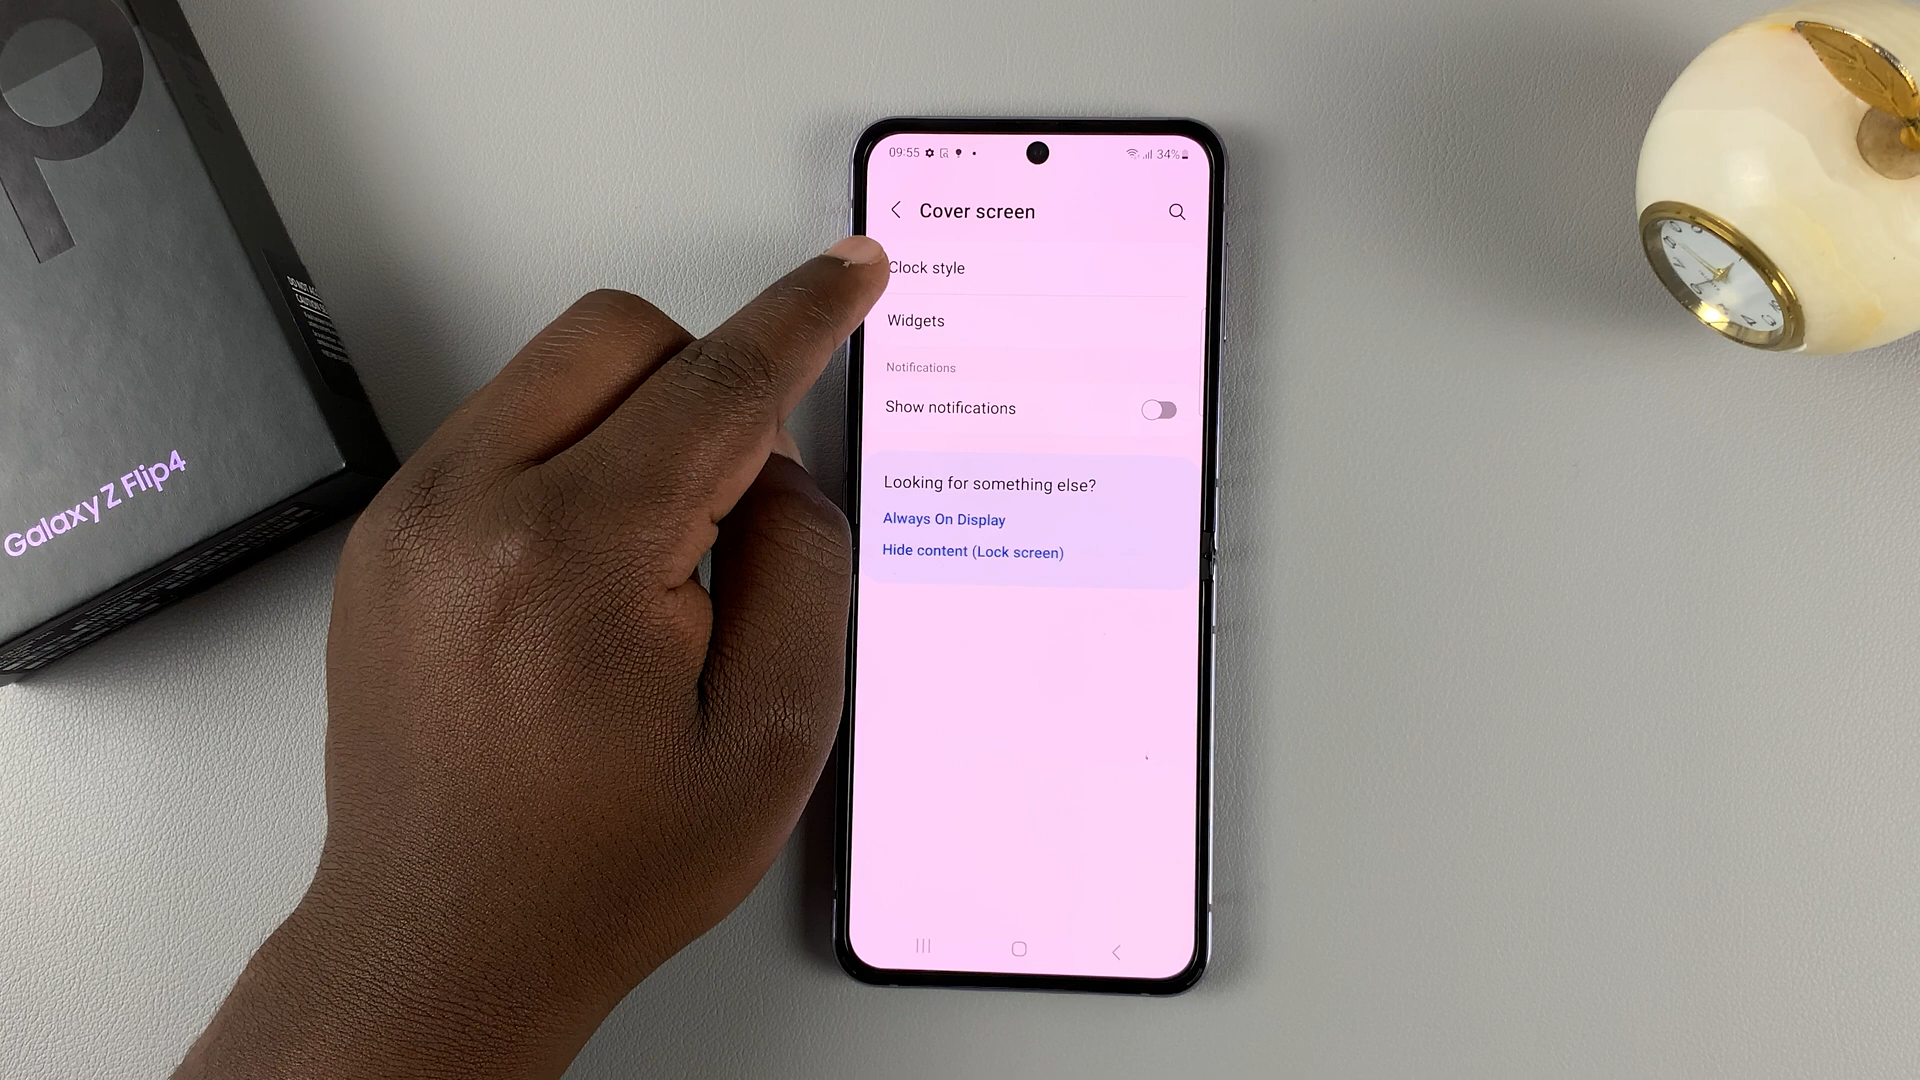 Galaxy Z Flip4
09:55
34%
Cover screen
Clock style
Widgets
Notifications
Show notifications
Looking for something else?
Always On Display
Hide content (Lock screen)